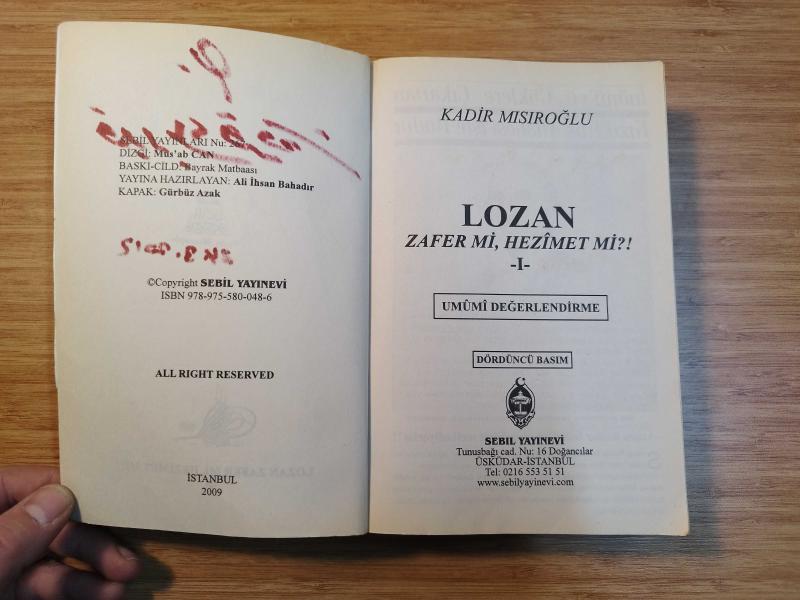 SEBİL YAYINLARI Nu: 267
DİZGİ: Müs'ab CAN
BASKI-CİLD: Bayrak Matbaası
YAYINA HAZIRLAYAN: Ali İhsan Bahadır
KAPAK: Gürbüz Azak
©Copyright SEBİL YAYINEVİ
ISBN 978-975-580-048-6
ALL RIGHT RESERVED
İSTANBUL
2009
KADİR MISIROĞLU
LOZAN
ZAFER Mİ, HEZÎMET Mİ?!
-I-
UMÛMÎ DEĞERLENDİRME
DÖRDÜNCÜ BASIM
SEBİL YAYINEVİ
Tunusbağı cad. Nu: 16 Doğancılar
ÜSKÜDAR-İSTANBUL
Tel: 0216 553 51 51
www.sebilyayinevi.com